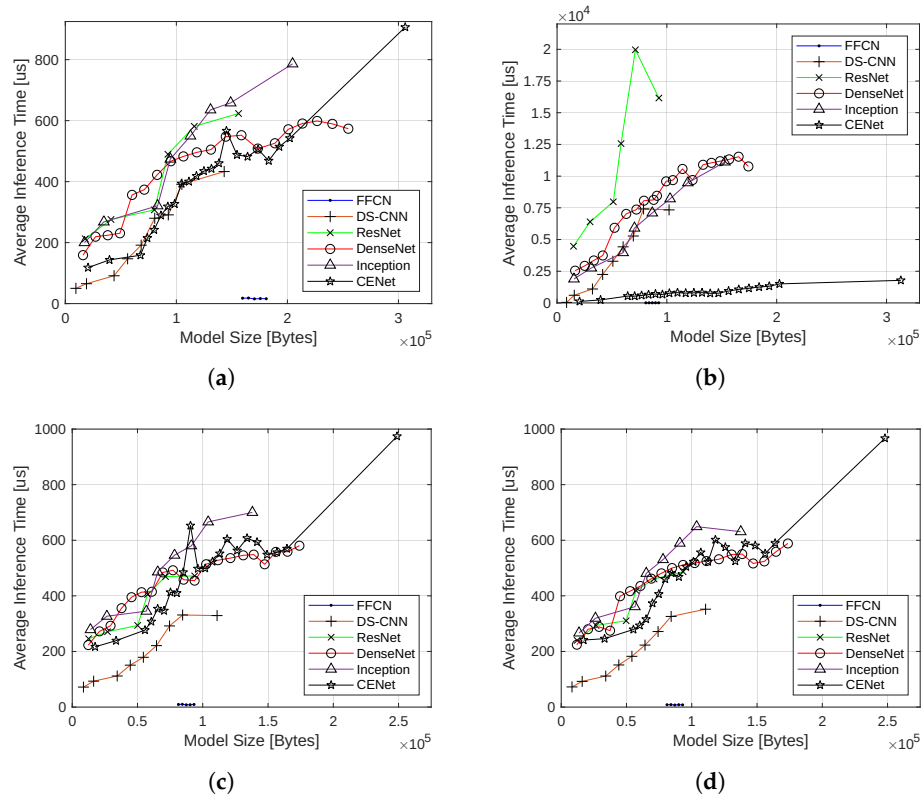 Average Inference Time [us]
800
600
400
200
0
0
1
2
3
Model Size [Bytes]
×10^5
FFCN
DS-CNN
ResNet
DenseNet
Inception
CENet
(a)
×10^4
Average Inference Time [us]
2
1.75
1.5
1.25
1
0.75
0.5
0.25
0
0
0.5
1
1.5
2
2.5
3
Model Size [Bytes]
×10^5
FFCN
DS-CNN
ResNet
DenseNet
Inception
CENet
(b)
Average Inference Time [us]
1000
800
600
400
200
0
0
0.5
1
1.5
2
2.5
Model Size [Bytes]
×10^5
FFCN
DS-CNN
ResNet
DenseNet
Inception
CENet
(c)
Average Inference Time [us]
1000
800
600
400
200
0
0
0.5
1
1.5
2
2.5
Model Size [Bytes]
×10^5
FFCN
DS-CNN
ResNet
DenseNet
Inception
CENet
(d)